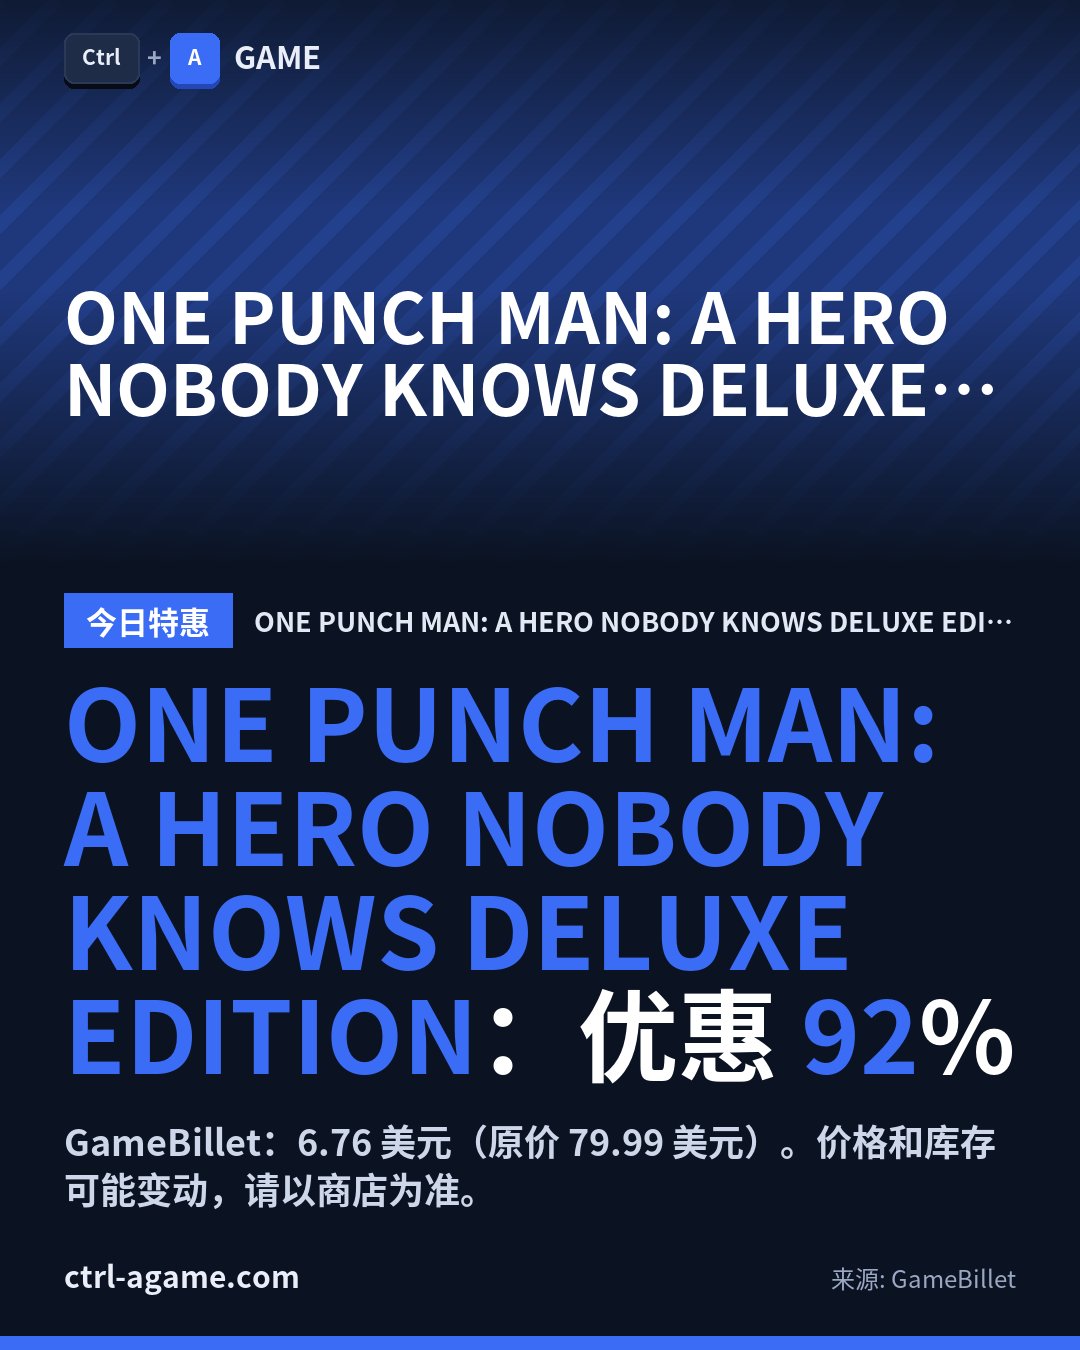 Ctrl + A GAME
ONE PUNCH MAN: A HERO
NOBODY KNOWS DELUXE…
今日特惠 ONE PUNCH MAN: A HERO NOBODY KNOWS DELUXE EDI…
ONE PUNCH MAN:
A HERO NOBODY
KNOWS DELUXE
EDITION：优惠 92%
GameBillet：6.76 美元（原价 79.99 美元）。价格和库存
可能变动，请以商店为准。
ctrl-agame.com
来源: GameBillet